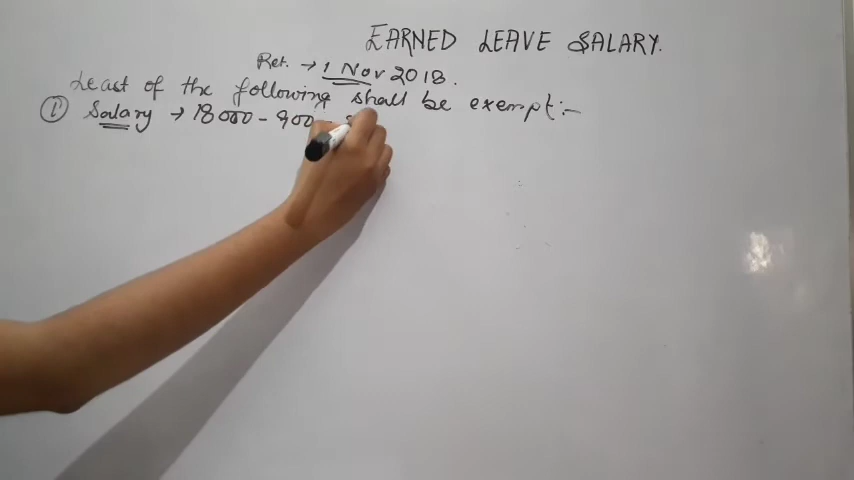 EARNED LEAVE SALARY.
Ret. → 1 Nov 2018.
Least of the following shall be exempt:-
① Salary → 18000 - 900 -